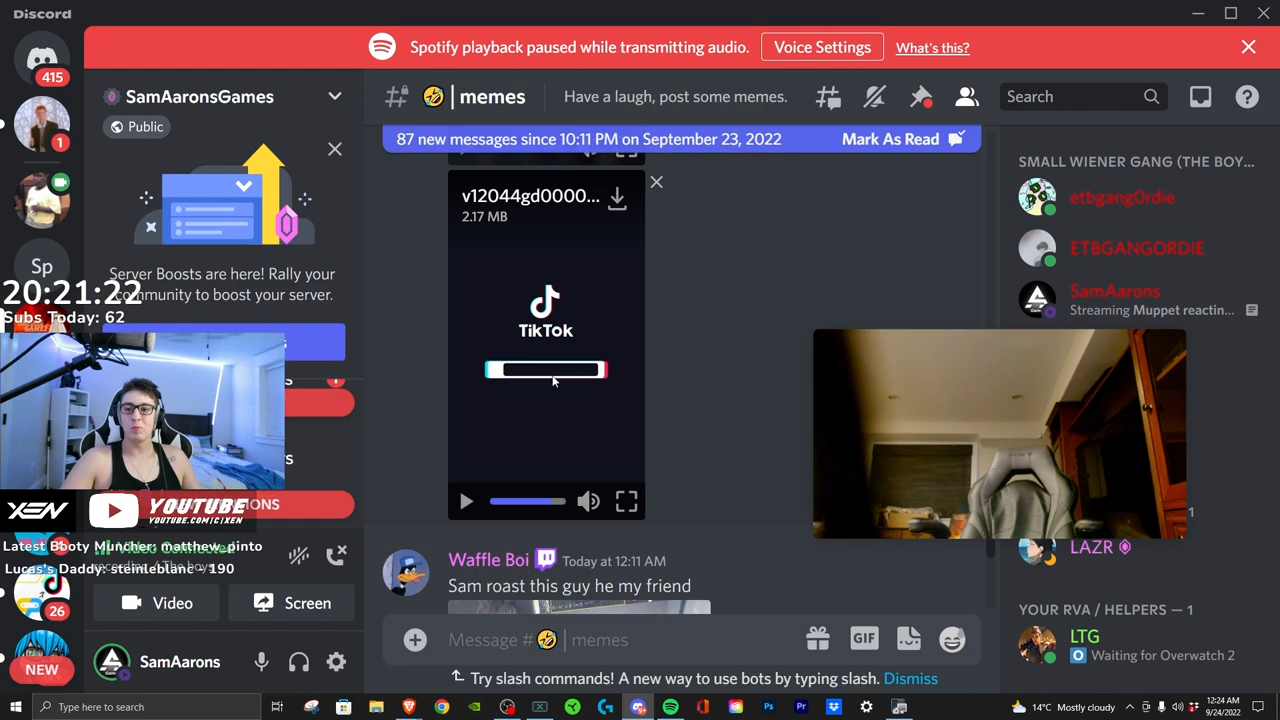 Discord
Spotify playback paused while transmitting audio.
Voice Settings
What's this?
415
SamAaronsGames
Public
1
🤣 | memes
Have a laugh, post some memes.
Search
87 new messages since 10:11 PM on September 23, 2022
Mark As Read
v12044gd0000...
2.17 MB
TikTok
SMALL WIENER GANG (THE BOY...
etbgang0rdie
ETBGANGORDIE
SamAarons
Streaming Muppet reactin...
Sp
Server Boosts are here! Rally your
community to boost your server.
20:21:22
Subs Today: 62
XEN
YOUTUBE
YOUTUBE.COM/C/XEN
Latest Booty Muncher: matthew_pinto
Lucas's Daddy: steinleblanc - 190
26
Video
Screen
NEW
SamAarons
Waffle Boi
Today at 12:11 AM
Sam roast this guy he my friend
Message # 🤣 | memes
GIF
Try slash commands! A new way to use bots by typing slash. Dismiss
1
LAZR
YOUR RVA / HELPERS — 1
LTG
Waiting for Overwatch 2
Type here to search
14°C Mostly cloudy
12:24 AM
9/24/2022